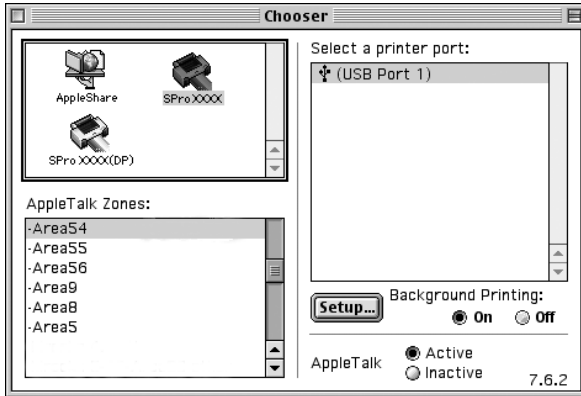 Chooser
AppleShare
SPro XXXX
SPro XXXX(DP)
AppleTalk Zones:
-Area54
-Area55
-Area56
-Area9
-Area8
-Area5
Select a printer port:
(USB Port 1)
Setup...
Background Printing:
On Off
AppleTalk
Active
Inactive
7.6.2